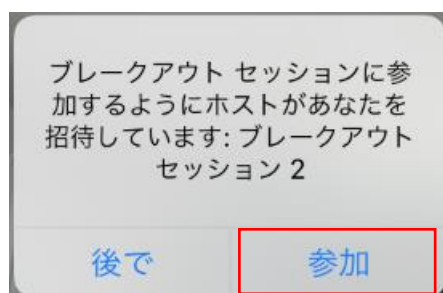 ブレークアウト セッションに参
加するようにホストがあなたを
招待しています: ブレークアウト
セッション 2
後で 参加